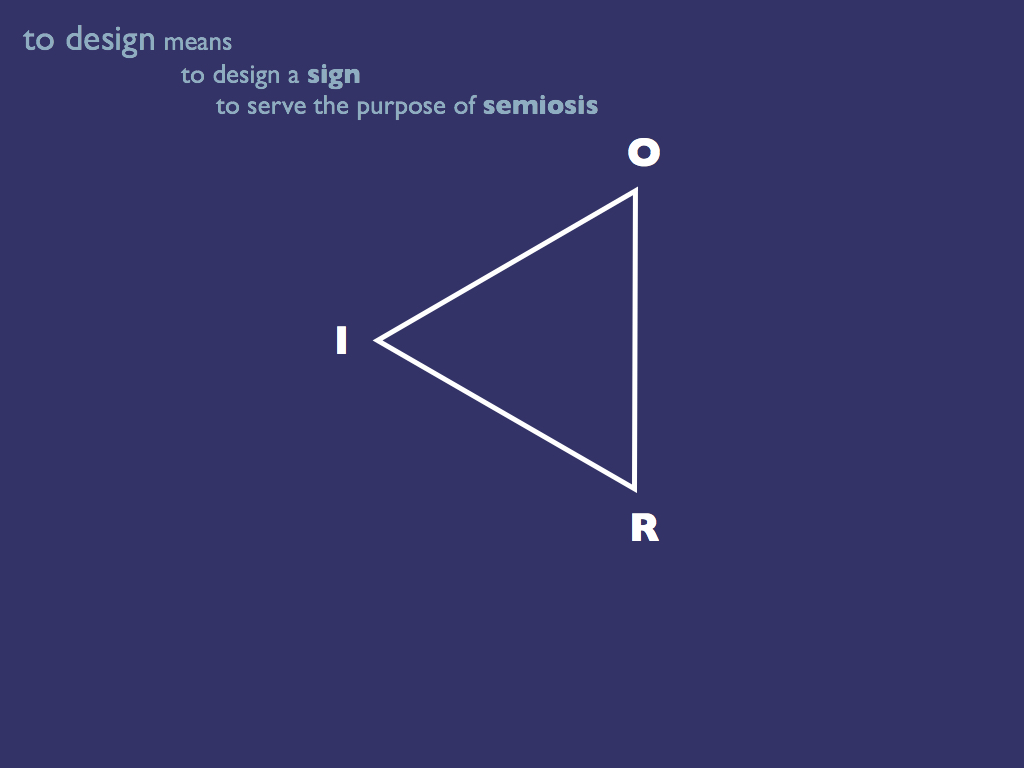 to design means
to design a sign
to serve the purpose of semiosis
O
I
R